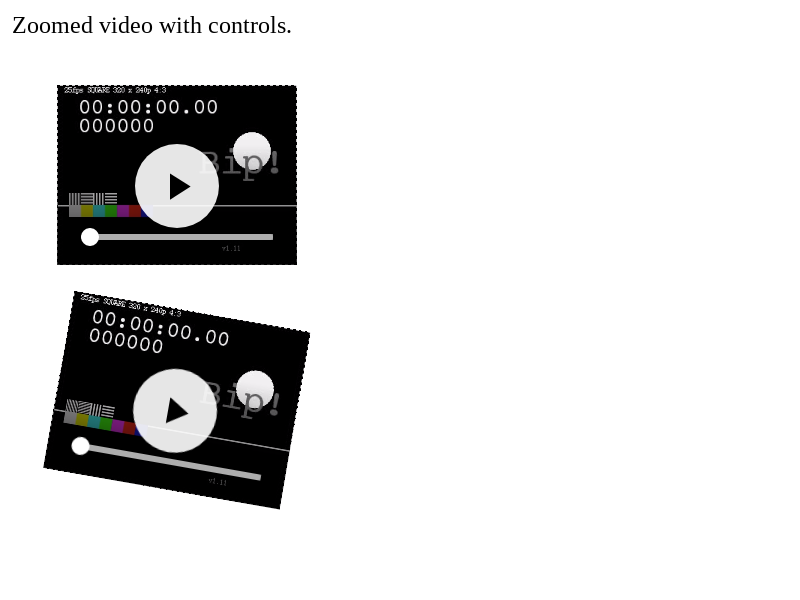 Zoomed video with controls.
25fps SQUARE 320 x 240p 4:3
00:00:00.00
000000
Bip!
v1.11
25fps SQUARE 320 x 240p 4:3
00:00:00.00
000000
Bip!
v1.11